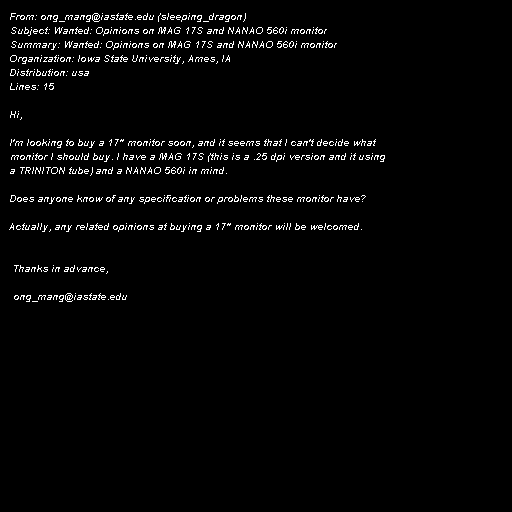 From: ong_mang@iastate.edu (sleeping_dragon)
Subject: Wanted: Opinions on MAG 17S and NANAO 560i monitor
Summary: Wanted: Opinions on MAG 17S and NANAO 560i monitor
Organization: Iowa State University, Ames, IA
Distribution: usa
Lines: 15

Hi,

I'm looking to buy a 17" monitor soon, and it seems that I can't decide what
monitor I should buy. I have a MAG 17S (this is a .25 dpi version and it using
a TRINITON tube) and a NANAO 560i in mind.

Does anyone know of any specification or problems these monitor have?

Actually, any related opinions at buying a 17" monitor will be welcomed.

Thanks in advance,

ong_mang@iastate.edu